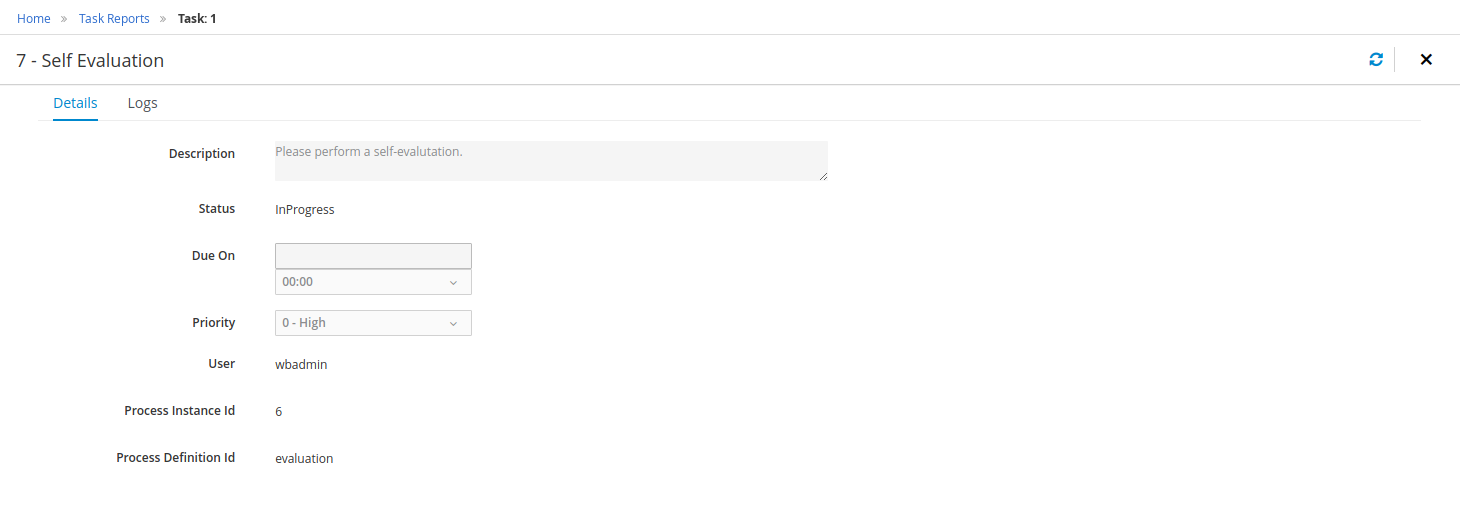 Home » Task Reports » Task: 1
7 - Self Evaluation
Details Logs
Description Please perform a self-evalutation.
Status InProgress
Due On
00:00
Priority 0 - High
User wbadmin
Process Instance Id 6
Process Definition Id evaluation